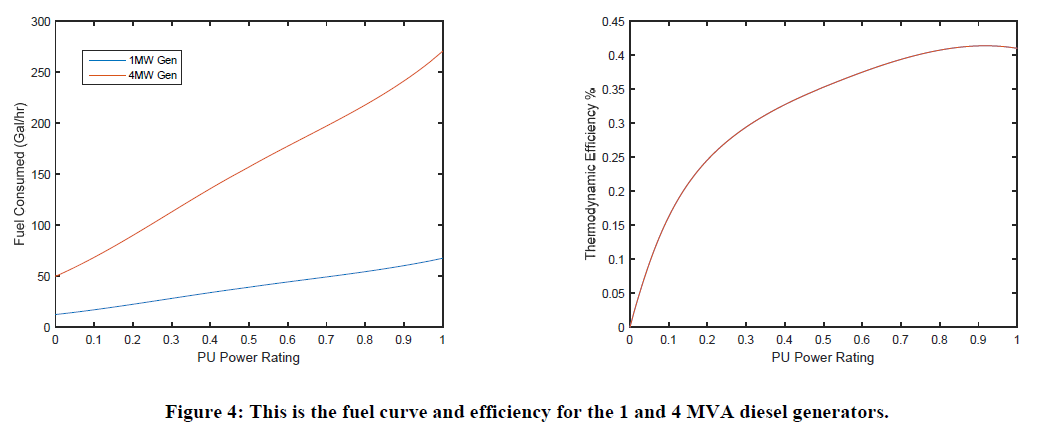 300
250
200
150
100
50
0
Fuel Consumed (Gal/hr)
1MW Gen
4MW Gen
0 0.1 0.2 0.3 0.4 0.5 0.6 0.7 0.8 0.9 1
PU Power Rating
0.45
0.4
0.35
0.3
0.25
0.2
0.15
0.1
0.05
0
Thermodynamic Efficiency %
0 0.1 0.2 0.3 0.4 0.5 0.6 0.7 0.8 0.9 1
PU Power Rating
Figure 4: This is the fuel curve and efficiency for the 1 and 4 MVA diesel generators.